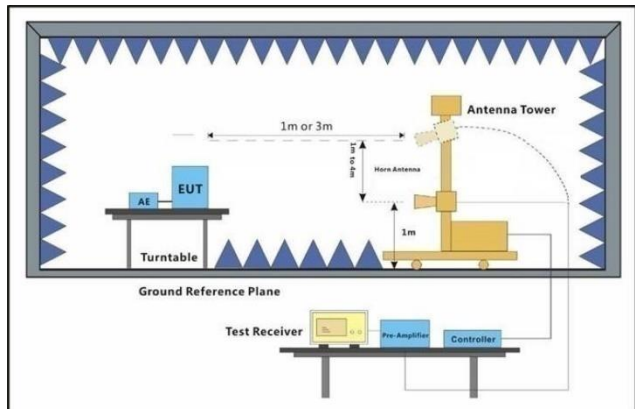 1m or 3m
Antenna Tower
1m to 4m
Horn Antenna
EUT
AE
1m
Turntable
Ground Reference Plane
Test Receiver
Pre-Amplifier
Controller